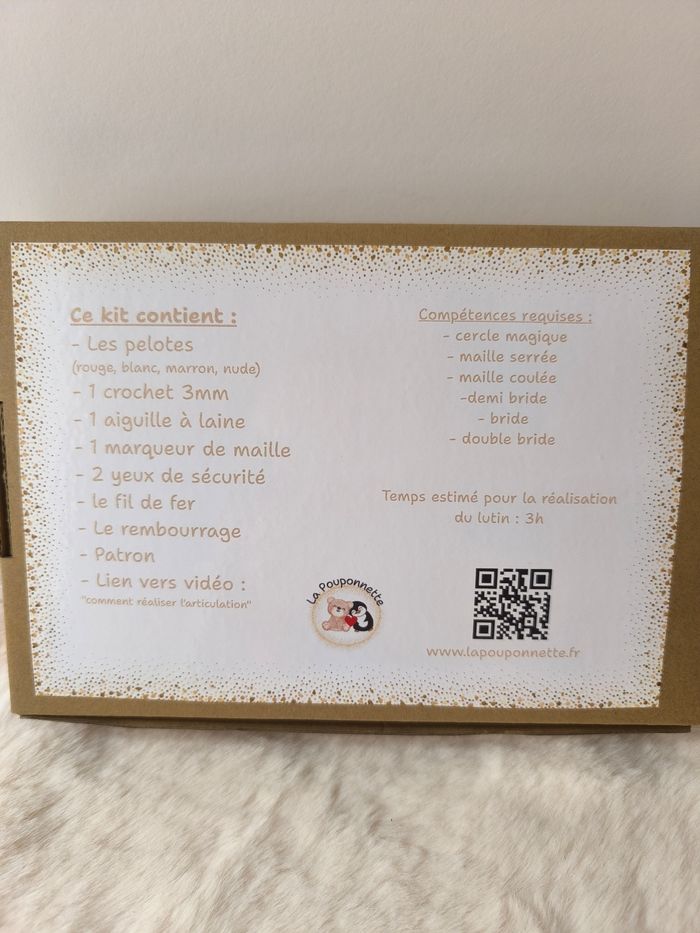 Ce kit contient :
- Les pelotes
(rouge, blanc, marron, nude)
- 1 crochet 3mm
- 1 aiguille à laine
- 1 marqueur de maille
- 2 yeux de sécurité
- le fil de fer
- Le rembourrage
- Patron
- Lien vers vidéo :
"comment réaliser l'articulation"
Compétences requises :
- cercle magique
- maille serrée
- maille coulée
-demi bride
- bride
- double bride
Temps estimé pour la réalisation
du lutin : 3h
La Pouponnette
www.lapouponnette.fr